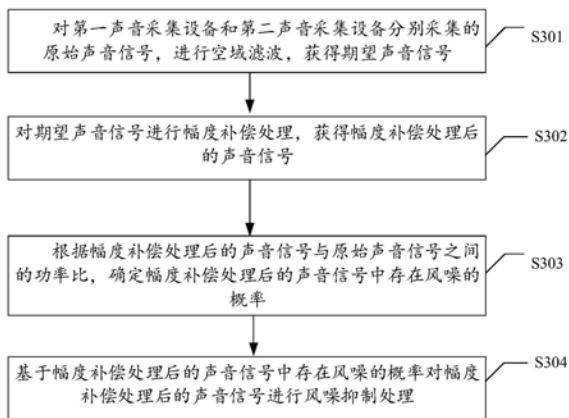 对第一声音采集设备和第二声音采集设备分别采集的
原始声音信号，进行空域滤波，获得期望声音信号
S301
对期望声音信号进行幅度补偿处理，获得幅度补偿处理后
的声音信号
S302
根据幅度补偿处理后的声音信号与原始声音信号之间
的功率比，确定幅度补偿处理后的声音信号中存在风噪的
概率
S303
基于幅度补偿处理后的声音信号中存在风噪的概率对幅度
补偿处理后的声音信号进行风噪抑制处理
S304